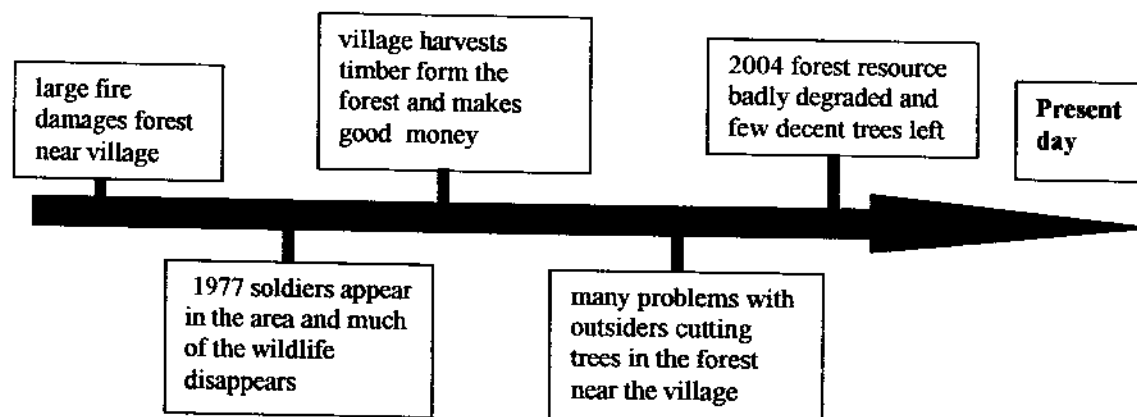 large fire
damages forest
near village
1977 soldiers appear
in the area and much
of the wildlife
disappears
village harvests
timber form the
forest and makes
good money
many problems with
outsiders cutting
trees in the forest
near the village
2004 forest resource
badly degraded and
few decent trees left
Present
day